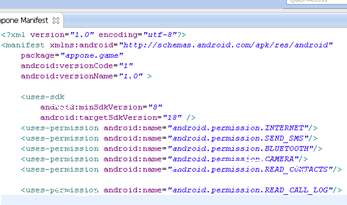 ppone Manifest
<?xml version="1.0" encoding="utf-8"?>
<manifest xmlns:android="http://schemas.android.com/apk/res/android"
package="appone.game"
android:versionCode="1"
android:versionName="1.0" >
<uses-sdk
android:minSdkVersion="8"
android:targetSdkVersion="18" />
<uses-permission android:name="android.permission.INTERNET"/>
<uses-permission android:name="android.permission.SEND_SMS"/>
<uses-permission android:name="android.permission.BLUETOOTH"/>
<uses-permission android:name="android.permission.CAMERA"/>
<uses-permission android:name="android.permission.READ_CONTACTS"/>
<uses-permission android:name="android.permission.READ_CALL_LOG"/>